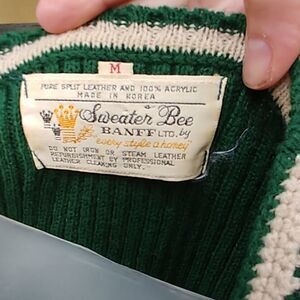 M
PURE SPLIT LEATHER AND 100% ACRYLIC
MADE IN KOREA
Sweater Bee
BANFF LTD. by
"every style a honey"
DO NOT IRON OR STEAM LEATHER
REFURBISHMENT BY PROFESSIONAL
LEATHER CLEANING ONLY.